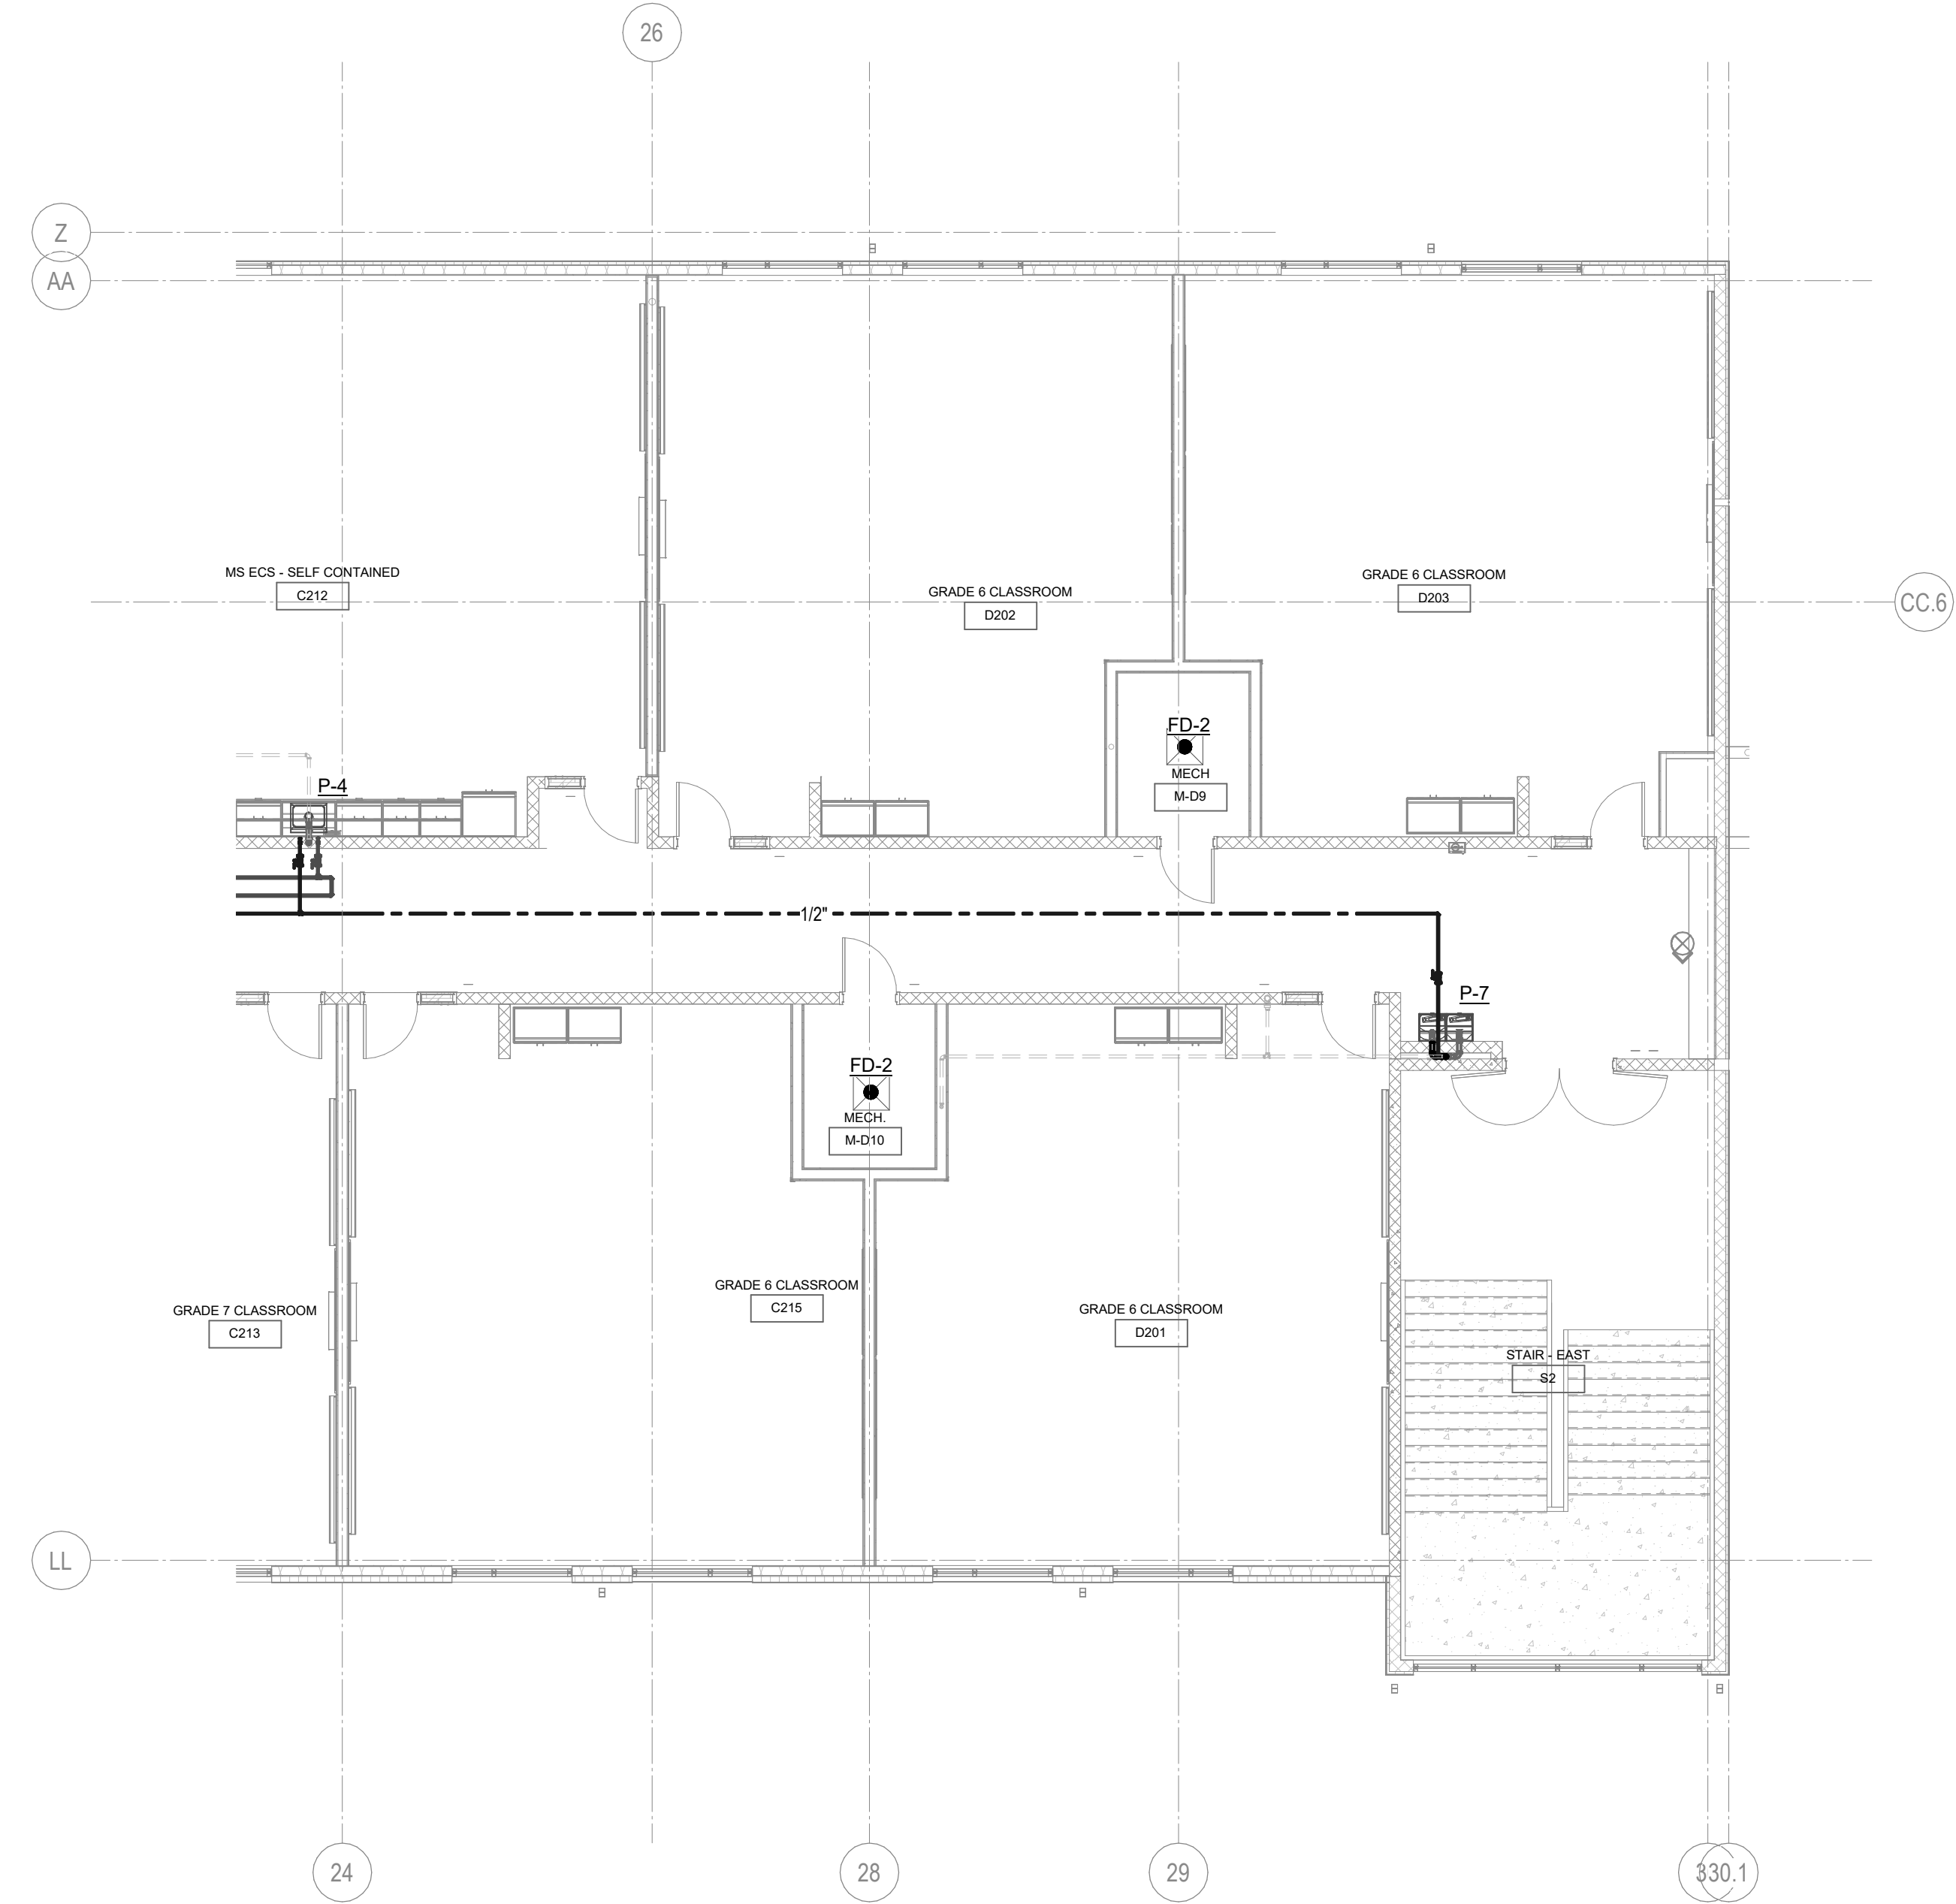 26
Z
AA
MS ECS - SELF CONTAINED
C212
GRADE 6 CLASSROOM
D202
GRADE 6 CLASSROOM
D203
CC.6
FD-2
MECH
M-D9
P-4
1/2"
P-7
FD-2
MECH.
M-D10
GRADE 6 CLASSROOM
C215
GRADE 7 CLASSROOM
C213
GRADE 6 CLASSROOM
D201
STAIR - EAST
S2
LL
24
28
29
30.1